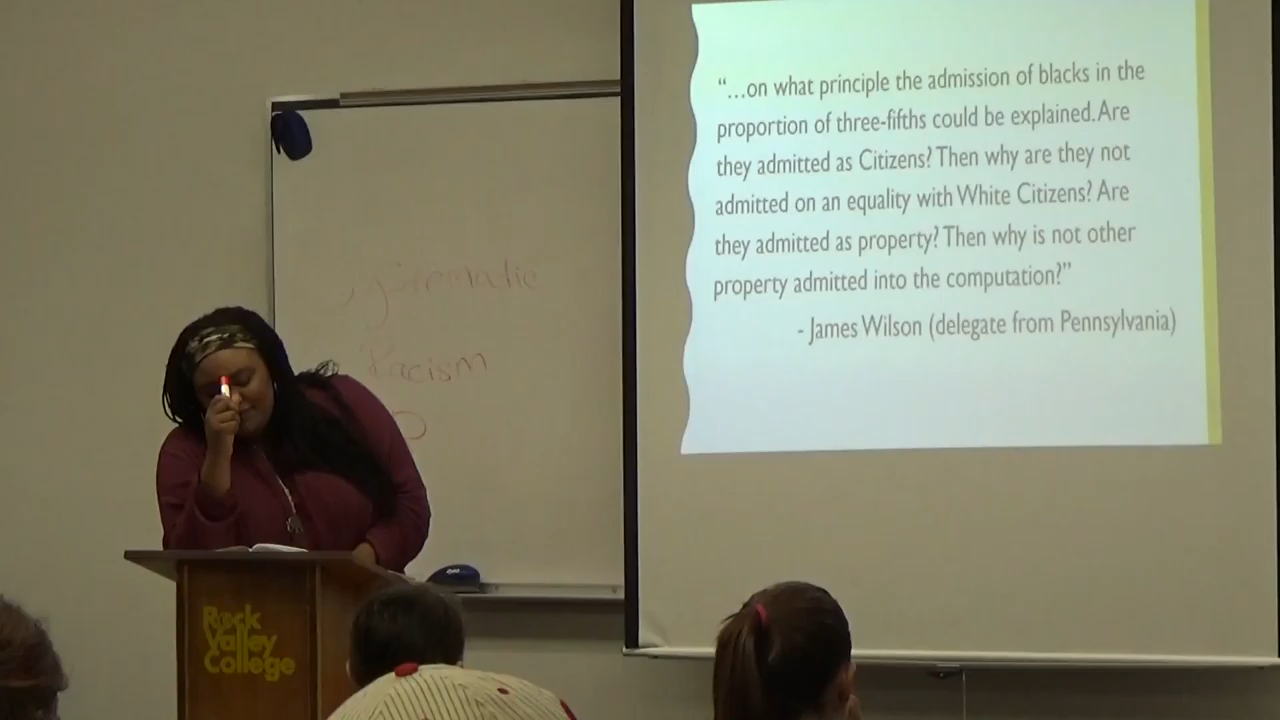 “...on what principle the admission of blacks in the
proportion of three-fifths could be explained. Are
they admitted as Citizens? Then why are they not
admitted on an equality with White Citizens? Are
they admitted as property? Then why is not other
property admitted into the computation?”
- James Wilson (delegate from Pennsylvania)
Systematic
Racism
Rock
Valley
College